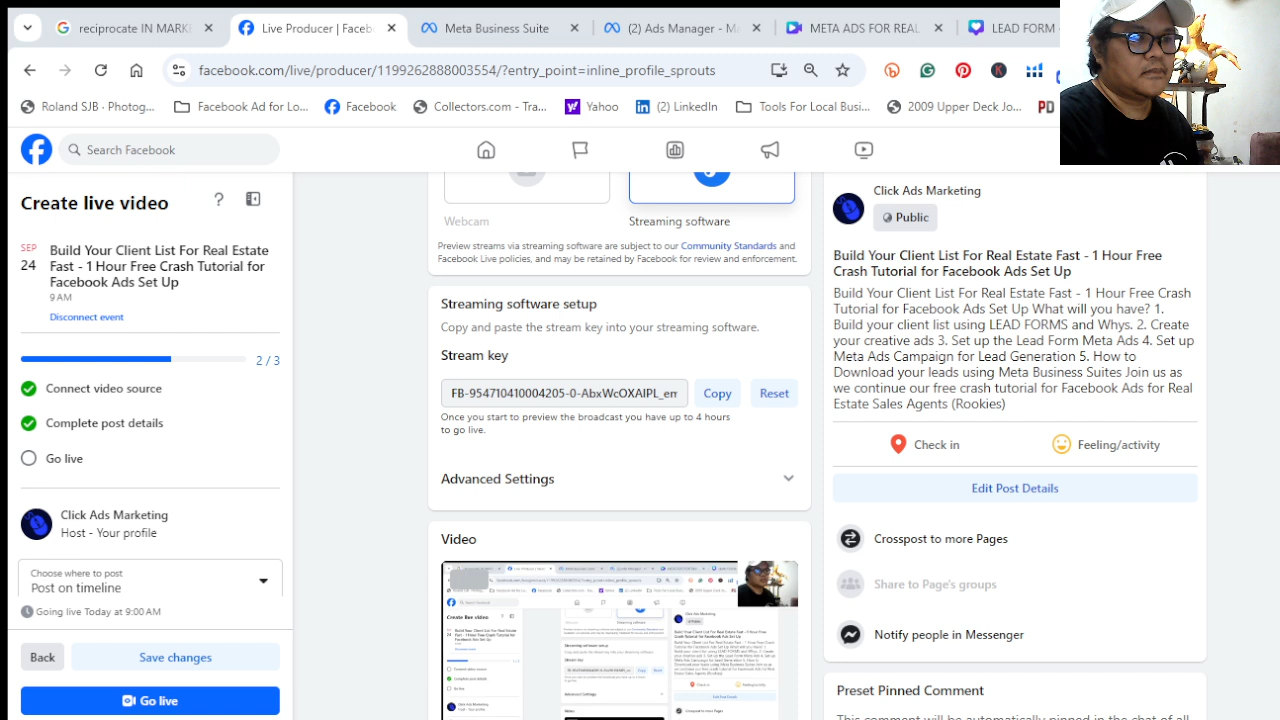 reciprocate IN MARK
Live Producer | Faceb
Meta Business Suite
(2) Ads Manager - M
META ADS FOR REAL
LEAD FORM
facebook.com/live/producer/1199262888003554/?entry_point=inline_profile_sprouts
Roland SJB - Photog...
Facebook Ad for Lo...
Facebook
Collectors.com - Tra...
Yahoo
(2) LinkedIn
Tools For Local Busi...
2009 Upper Deck Jo...
PD
Search Facebook
Create live video
SEP
24
Build Your Client List For Real Estate
Fast - 1 Hour Free Crash Tutorial for
Facebook Ads Set Up
9 AM
Disconnect event
2 / 3
Connect video source
Complete post details
Go live
Click Ads Marketing
Host - Your profile
Choose where to post
Post on timeline
Going live Today at 9:00 AM
Save changes
Go live
Webcam
Streaming software
Preview streams via streaming software are subject to our Community Standards and
Facebook Live policies, and may be retained by Facebook for review and enforcement.
Streaming software setup
Copy and paste the stream key into your streaming software.
Stream key
FB-954710410004205-0-AbxWcOXAIPL_em
Copy
Reset
Once you start to preview the broadcast you have up to 4 hours
to go live.
Advanced Settings
Video
Click Ads Marketing
Public
Build Your Client List For Real Estate Fast - 1 Hour Free
Crash Tutorial for Facebook Ads Set Up
Build Your Client List For Real Estate Fast - 1 Hour Free Crash
Tutorial for Facebook Ads Set Up What will you have? 1.
Build your client list using LEAD FORMS and Whys. 2. Create
your creative ads 3. Set up the Lead Form Meta Ads 4. Set up
Meta Ads Campaign for Lead Generation 5. How to
Download your leads using Meta Business Suites Join us as
we continue our free crash tutorial for Facebook Ads for Real
Estate Sales Agents (Rookies)
Check in
Feeling/activity
Edit Post Details
Crosspost to more Pages
Share to Page's groups
Notify people in Messenger
Preset Pinned Comment
This comment will be automatically pinned in the chat of all